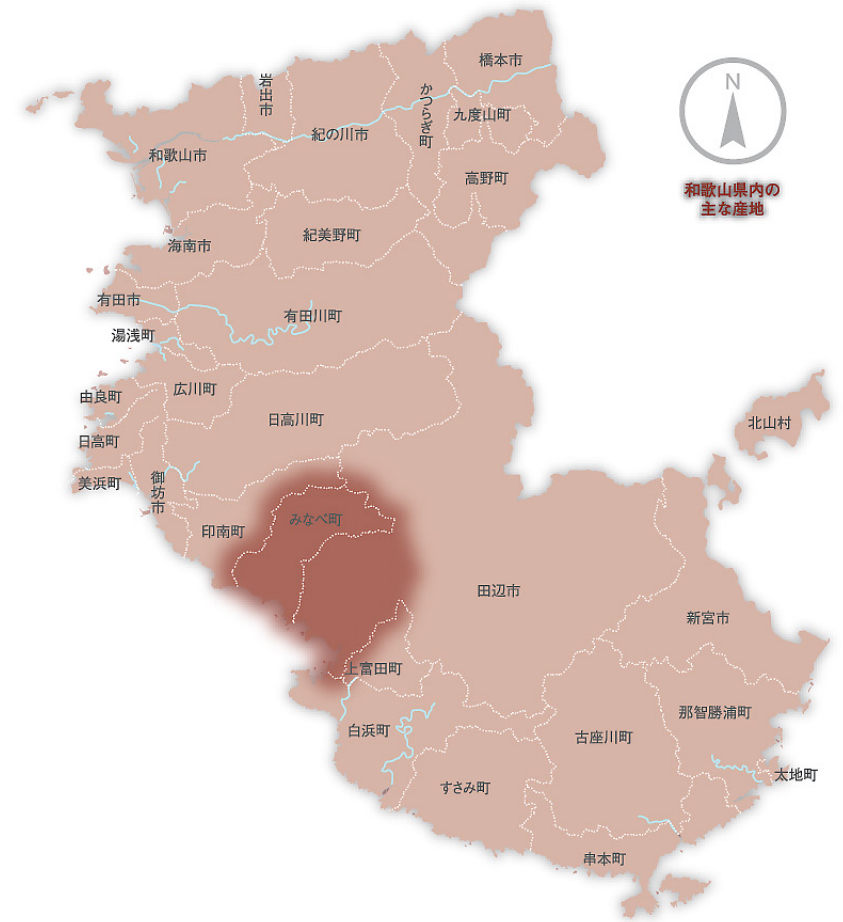 橋本市
岩出市
かつらぎ町
N
九度山町
紀の川市
和歌山市
高野町
和歌山県内の
主な産地
紀美野町
海南市
有田市
有田川町
湯浅町
広川町
由良町
日高川町
北山村
日高町
美浜町
御坊市
みなべ町
印南町
田辺市
新宮市
上富田町
那智勝浦町
白浜町
古座川町
太地町
すさみ町
串本町